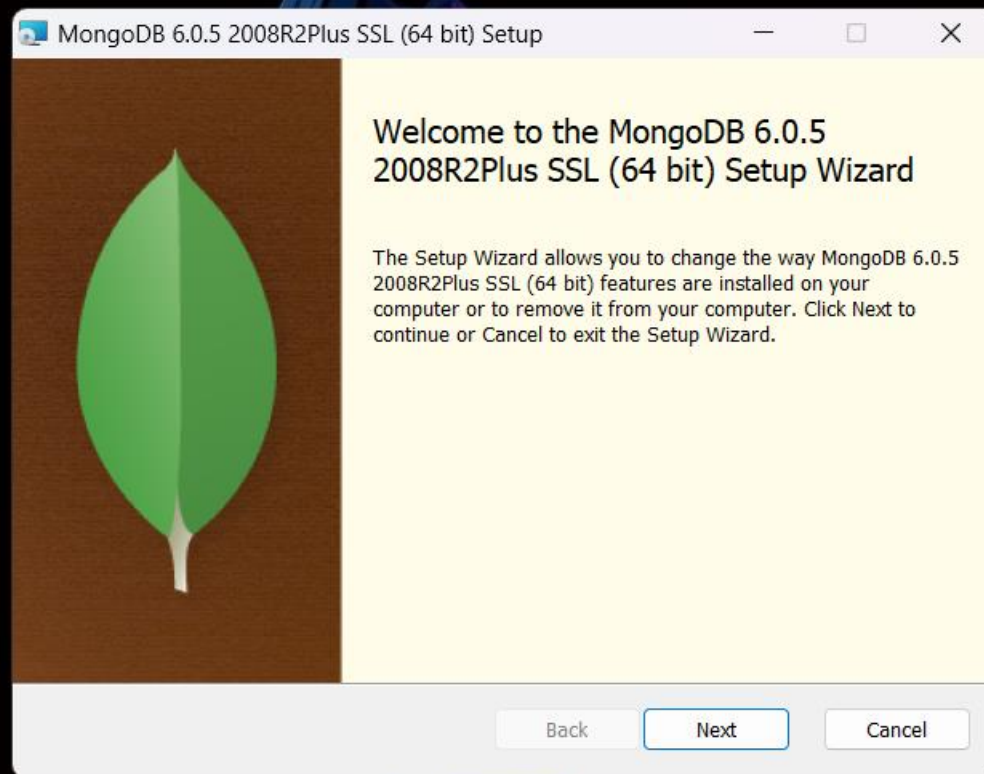 MongoDB 6.0.5 2008R2Plus SSL (64 bit) Setup
Welcome to the MongoDB 6.0.5
2008R2Plus SSL (64 bit) Setup Wizard
The Setup Wizard allows you to change the way MongoDB 6.0.5
2008R2Plus SSL (64 bit) features are installed on your
computer or to remove it from your computer. Click Next to
continue or Cancel to exit the Setup Wizard.
Back
Next
Cancel